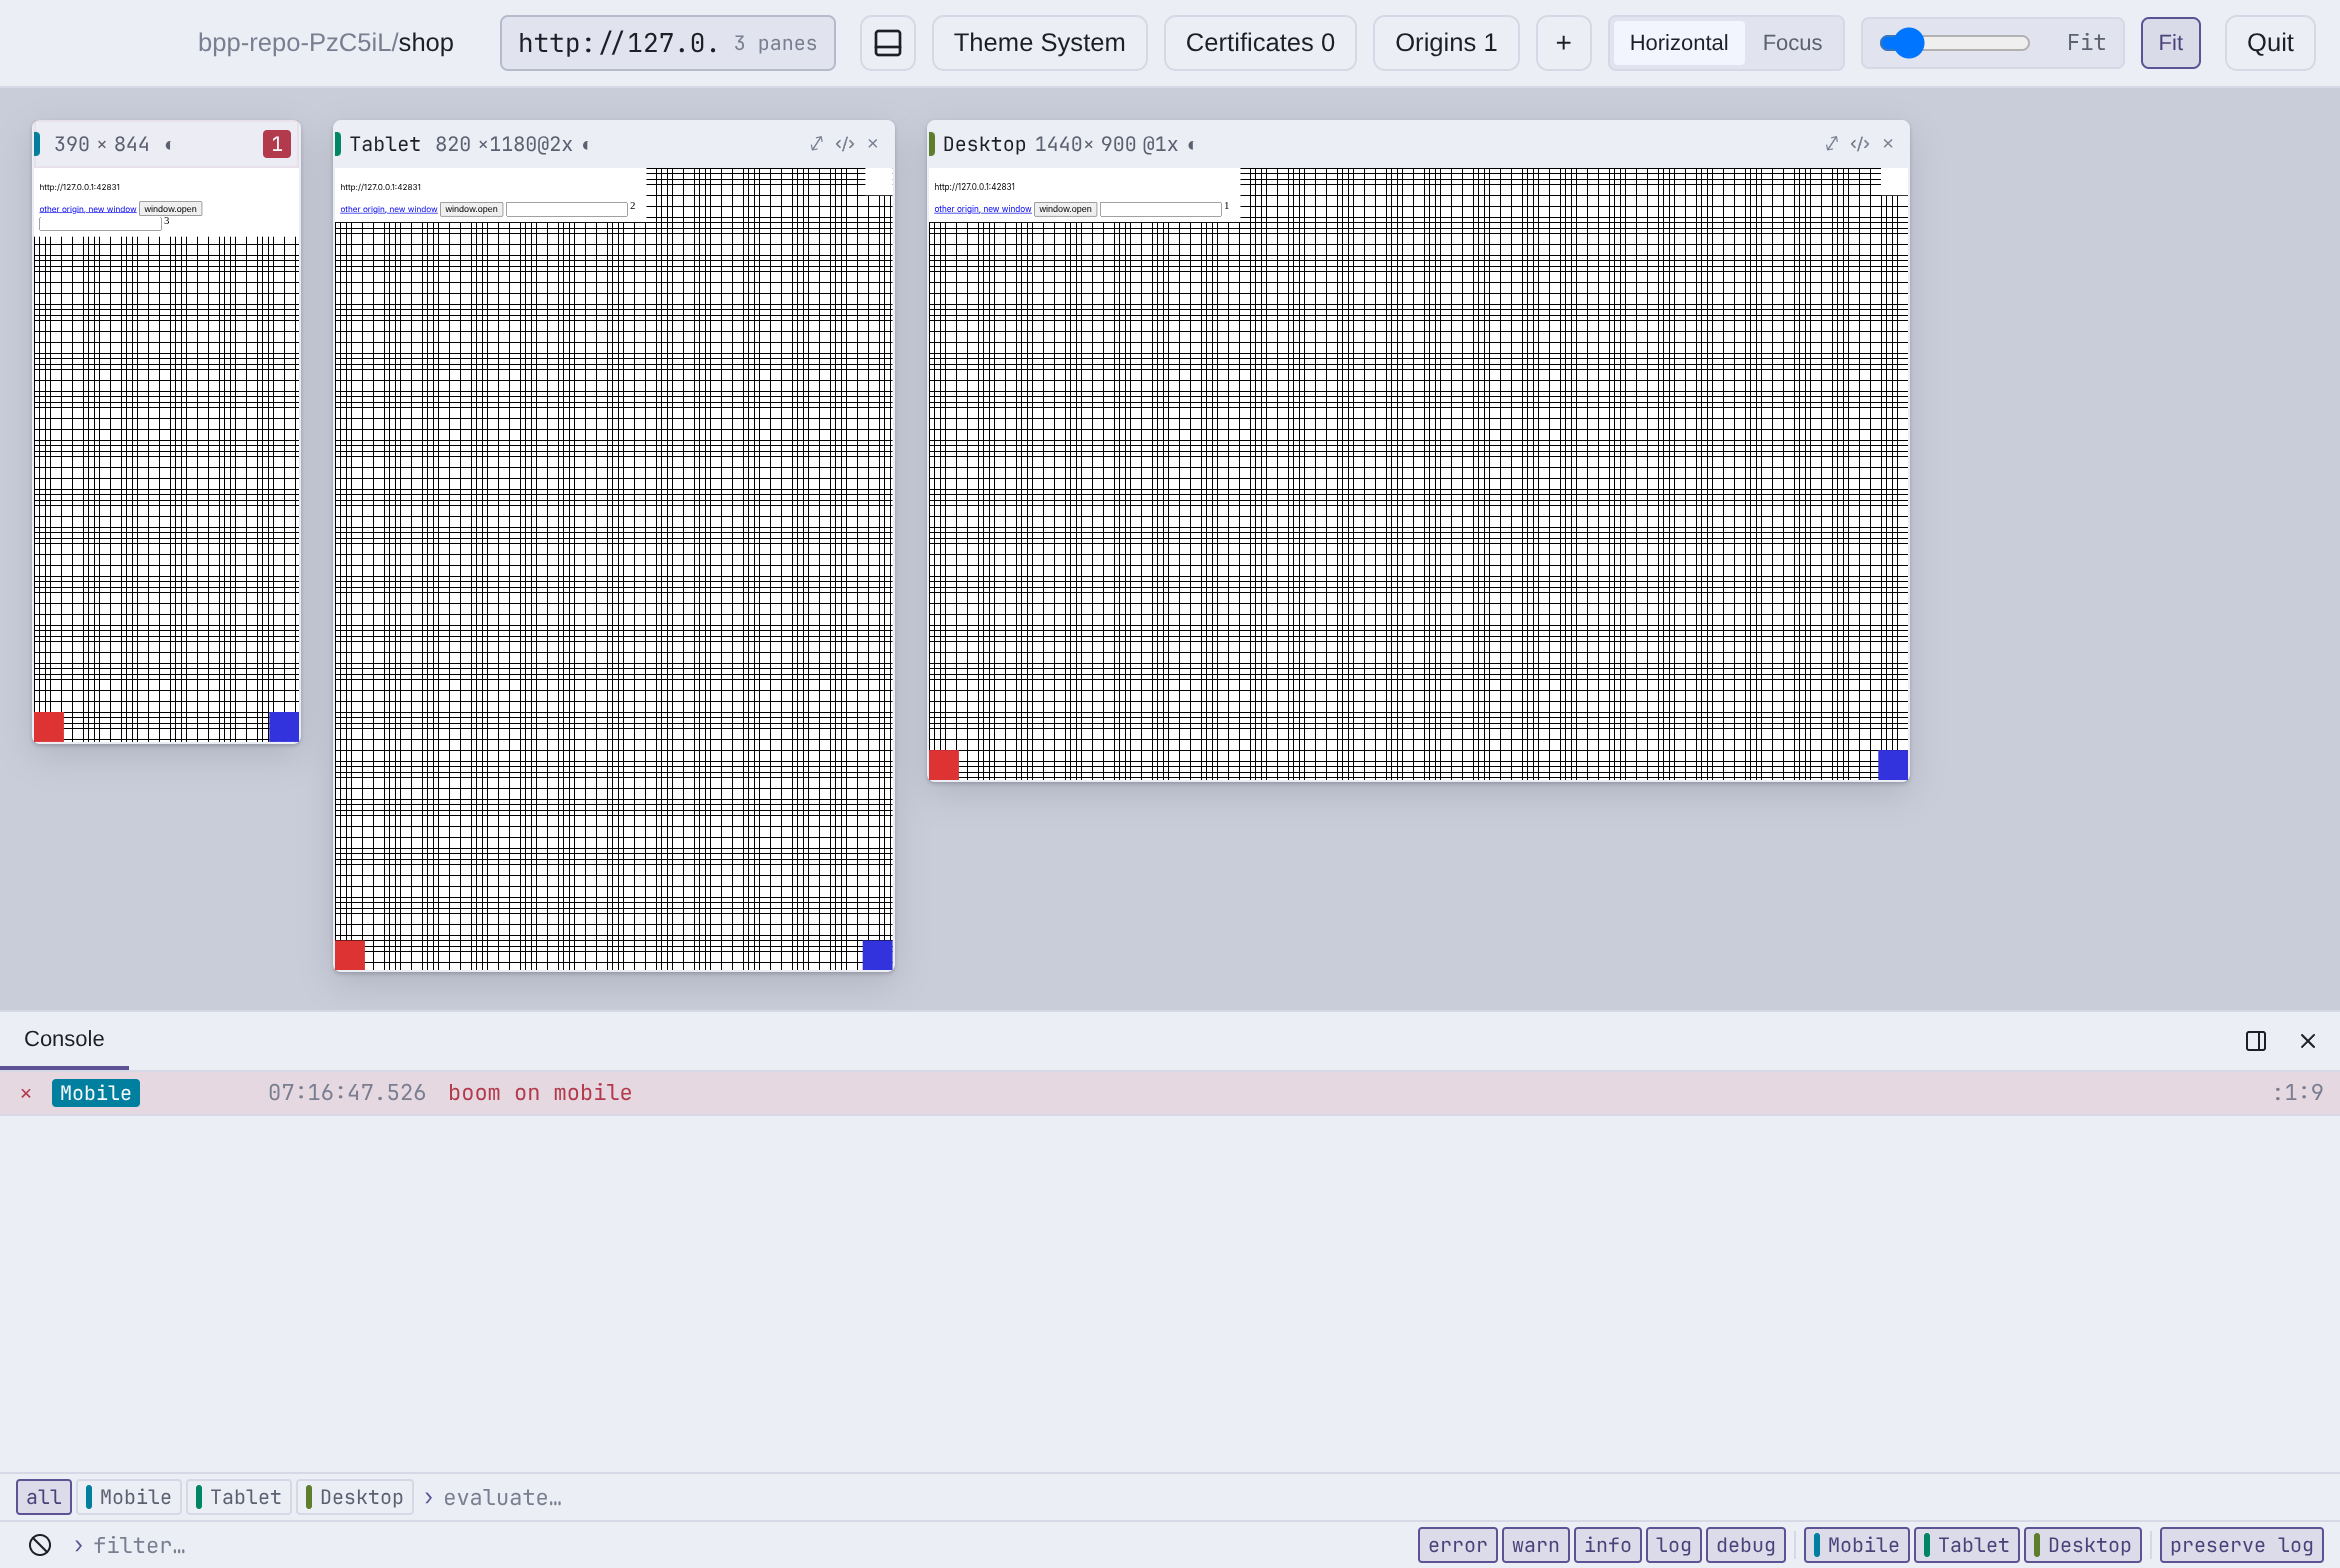 bpp-repo-PzC5iL/shop http://127.0. 3 panes Theme System Certificates 0 Origins 1 + Horizontal Focus Fit Fit Quit
390 × 844 1
Tablet 820 ×1180@2x
Desktop 1440× 900 @1x
http://127.0.0.1:42831
other origin, new window window.open
3
http://127.0.0.1:42831
other origin, new window window.open 2
http://127.0.0.1:42831
other origin, new window window.open 1
Console
× Mobile 07:16:47.526 boom on mobile :1:9
all Mobile Tablet Desktop › evaluate…
› filter… error warn info log debug Mobile Tablet Desktop preserve log